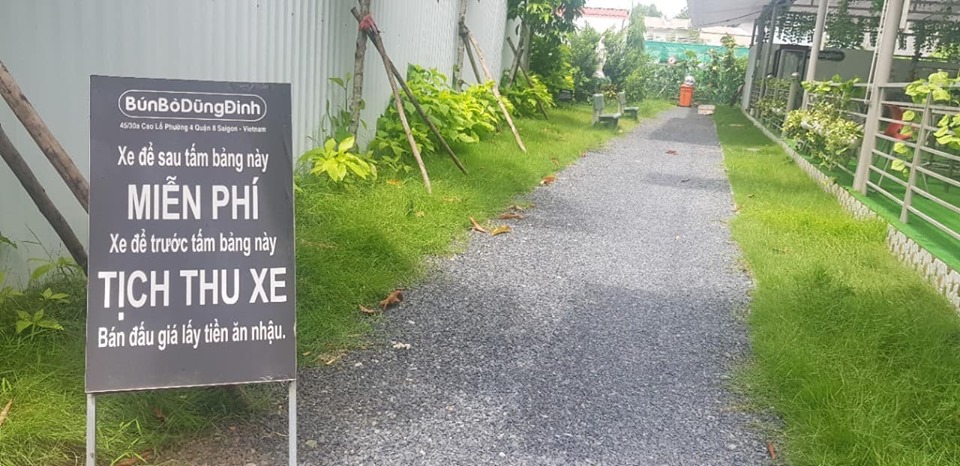 BúnBòDũngĐinh
45/30a Cao Lỗ Phường 4 Quận 8 Saigon - Vietnam
Xe để sau tấm bảng này
MIỄN PHÍ
Xe để trước tấm bảng này
TỊCH THU XE
Bán đấu giá lấy tiền ăn nhậu.